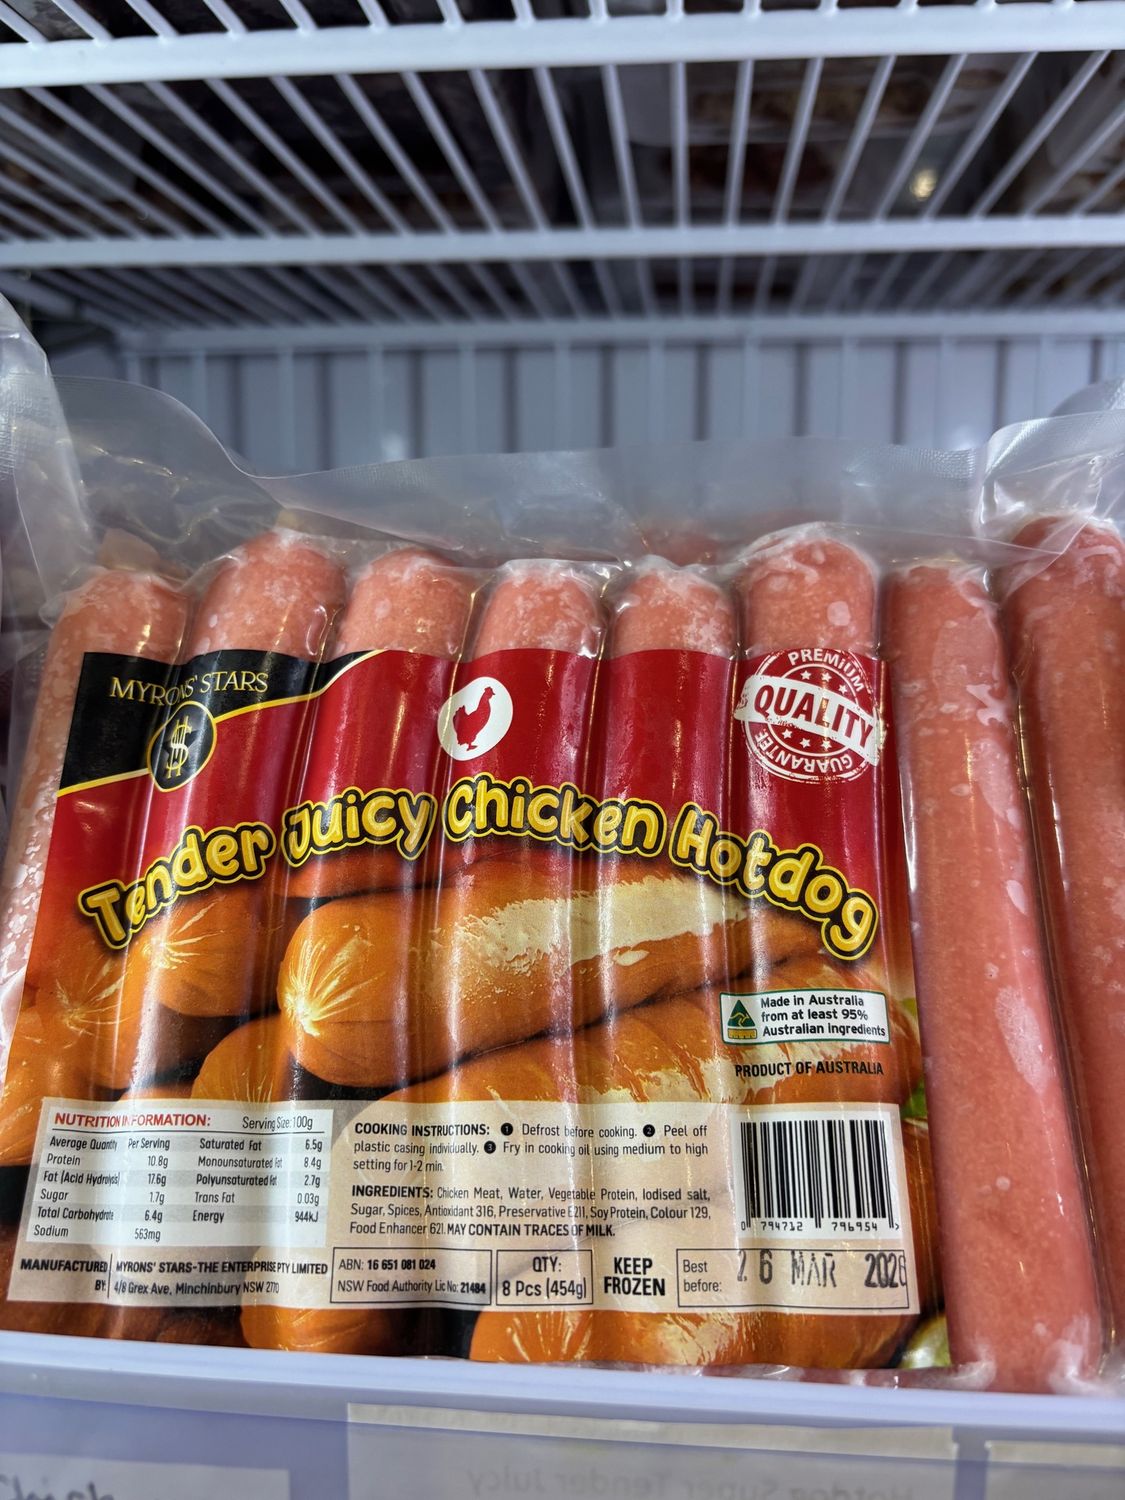 MYRONS' STARS
PREMIUM
QUALITY
GUARANTEE
Tender Juicy Chicken Hotdog
Made in Australia
from at least 95%
Australian ingredients
PRODUCT OF AUSTRALIA
NUTRITION INFORMATION: Serving Size:100g
Average Quantity Per Serving Saturated Fat 6.5g
Protein 10.8g Monounsaturated Fat 8.4g
Fat (Acid Hydrolysis) 17.6g Polyunsaturated Fat 2.7g
Sugar 1.7g Trans Fat 0.03g
Total Carbohydrate 6.4g Energy 944kJ
Sodium 563mg
COOKING INSTRUCTIONS: 1 Defrost before cooking. 2 Peel off
plastic casing individually. 3 Fry in cooking oil using medium to high
setting for 1-2 min.
INGREDIENTS: Chicken Meat, Water, Vegetable Protein, Iodised salt,
Sugar, Spices, Antioxidant 316, Preservative E211, Soy Protein, Colour 129,
Food Enhancer 621. MAY CONTAIN TRACES OF MILK.
0 794712 796954 >
MANUFACTURED BY: MYRONS' STARS-THE ENTERPRISE PTY LIMITED
4/8 Grex Ave, Minchinbury NSW 2770
ABN: 16 651 081 024
NSW Food Authority Lic No: 21484
QTY:
8 Pcs (454g)
KEEP
FROZEN
Best
before: 26 MAR 2026
Hotdog Super Tender Juicy